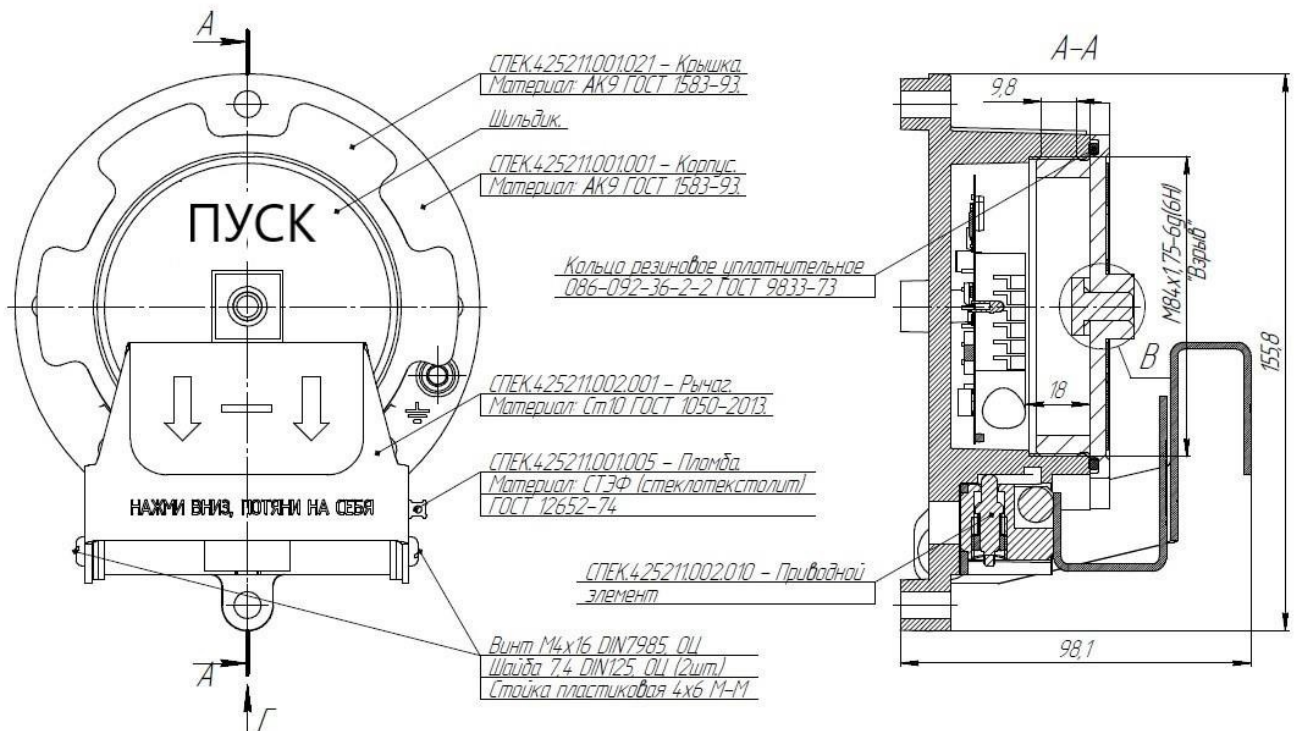 А
СПЕК.425211.001.021 – Крышка.
Материал: АК9 ГОСТ 1583-93.
Шильдик.
СПЕК.425211.001.001 – Корпус.
Материал: АК9 ГОСТ 1583-93.
ПУСК
Кольцо резиновое уплотнительное
086-092-36-2-2 ГОСТ 9833-73
СПЕК.425211.002.001 – Рычаг.
Материал: Ст10 ГОСТ 1050-2013.
СПЕК.425211.001.005 – Пломба.
Материал: СТЭФ (стеклотекстолит)
ГОСТ 12652-74
НАЖМИ ВНИЗ, ПОТЯНИ НА СЕБЯ
СПЕК.425211.002.010 – Приводной
элемент
Винт М4х16 DIN7985, ОЦ
Шайба 7,4 DIN125, ОЦ (2шт.)
Стойка пластиковая 4х6 М-М
А
Г
А-А
9,8
М84х1,75-6g(6H)
"Взрыв"
155,8
В
18
98,1